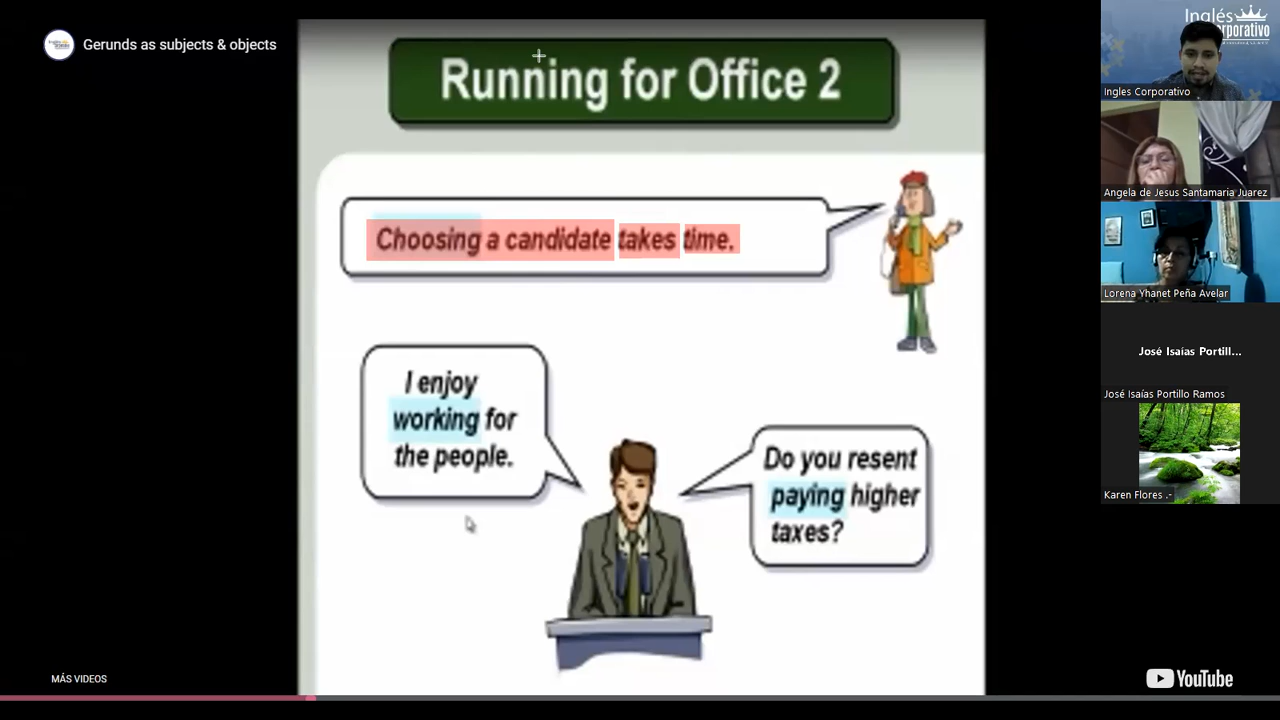 Gerunds as subjects & objects
Running for Office 2
Choosing a candidate takes time.
I enjoy
working for
the people.
Do you resent
paying higher
taxes?
MÁS VIDEOS
YouTube
Inglés
Corporativo
Ingles Corporativo
Angela de Jesus Santamaria Juarez
Lorena Yhanet Peña Avelar
José Isaías Portill...
José Isaías Portillo Ramos
Karen Flores .-